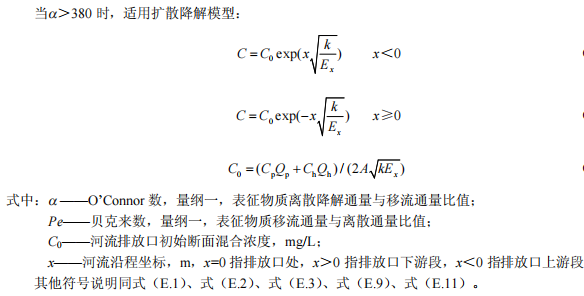 当α＞380 时，适用扩散降解模型：
C = C₀ exp(x√(k/Eₓ))  x＜0
C = C₀ exp(−x√(k/Eₓ))  x≥0
C₀ = (CₚQₚ + CₕQₕ) / (2A√(kEₓ))
式中：α ——O’Connor 数，量纲一，表征物质离散降解通量与移流通量比值；
Pe——贝克来数，量纲一，表征物质移流通量与离散通量比值；
C₀——河流排放口初始断面混合浓度，mg/L；
x——河流沿程坐标，m，x=0 指排放口处，x＞0 指排放口下游段，x＜0 指排放口上游段
其他符号说明同式（E.1）、式（E.2）、式（E.3）、式（E.9）、式（E.11）。